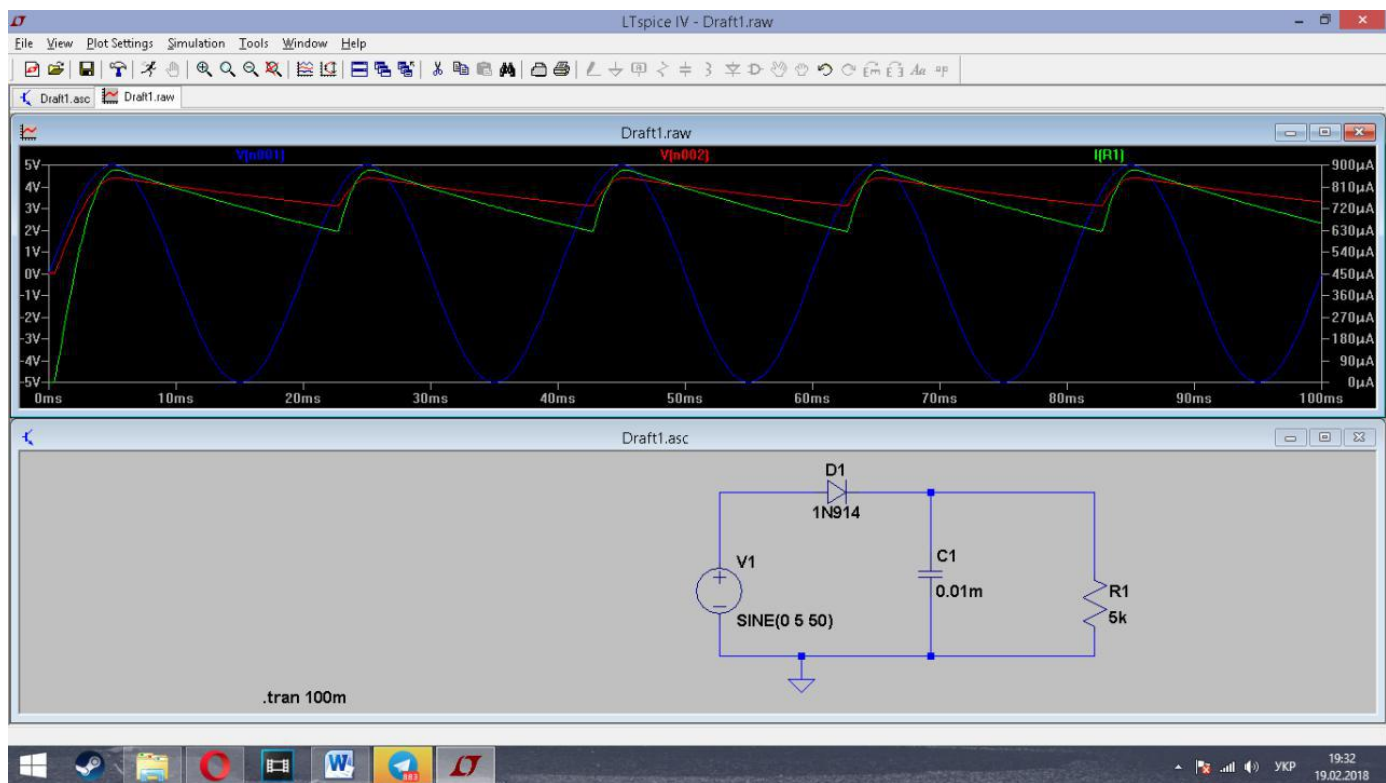 LTspice IV - Draft1.raw
File View Plot Settings Simulation Tools Window Help
Draft1.asc Draft1.raw
Draft1.raw
V(n001) V(n002) I(R1)
5V 900µA
4V 810µA
3V 720µA
2V 630µA
1V 540µA
0V 450µA
-1V 360µA
-2V 270µA
-3V 180µA
-4V 90µA
-5V 0µA
0ms 10ms 20ms 30ms 40ms 50ms 60ms 70ms 80ms 90ms 100ms
Draft1.asc
D1
1N914
V1
SINE(0 5 50)
C1
0.01m
R1
5k
.tran 100m
УКР
19:32
19.02.2018